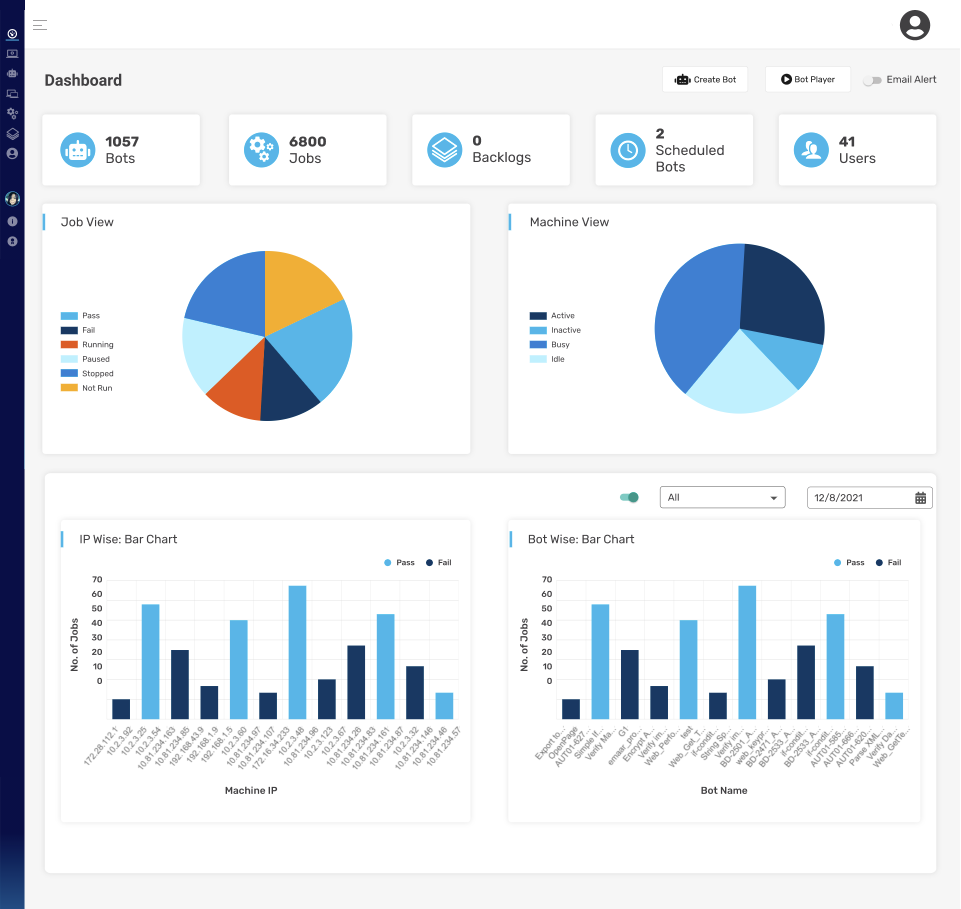 Dashboard
Create Bot
Bot Player
Email Alert
1057
Bots
6800
Jobs
0
Backlogs
2
Scheduled
Bots
41
Users
Job View
Pass
Fail
Running
Paused
Stopped
Not Run
Machine View
Active
Inactive
Busy
Idle
All
12/8/2021
IP Wise: Bar Chart
Pass
Fail
70
60
50
40
30
20
10
0
No. of Jobs
172.28.112.1
10.2.3.92
10.2.3.25
10.2.3.54
10.81.234.163
10.81.234.85
192.168.43.9
192.168.1.9
192.168.1.5
10.2.3.60
10.81.234.97
10.81.234.107
172.16.34.233
10.2.3.48
10.81.234.96
10.2.3.123
10.2.3.67
10.81.234.26
10.81.234.83
10.81.234.161
10.81.234.87
10.2.3.32
10.81.234.146
10.81.234.46
10.81.234.57
Machine IP
Bot Wise: Bar Chart
Pass
Fail
70
60
50
40
30
20
10
0
No. of Jobs
Export to...
OpenPage
AUTO1-627...
Simple If...
Verify Ma...
G1
emaar_pro...
Encrypt A...
Verify im...
Web_Perfo...
test
Web_Get_T...
if-condit...
String Sp...
Verify im...
BD-2501_A...
web_keypr...
BD-2471_A...
BD-2533_A...
if-condit...
BD-2533_A...
if-condit...
AUTO1-585...
AUTO1-666...
AUTO1-620...
Parse XML...
Verify Da...
Web_GetTe...
Bot Name